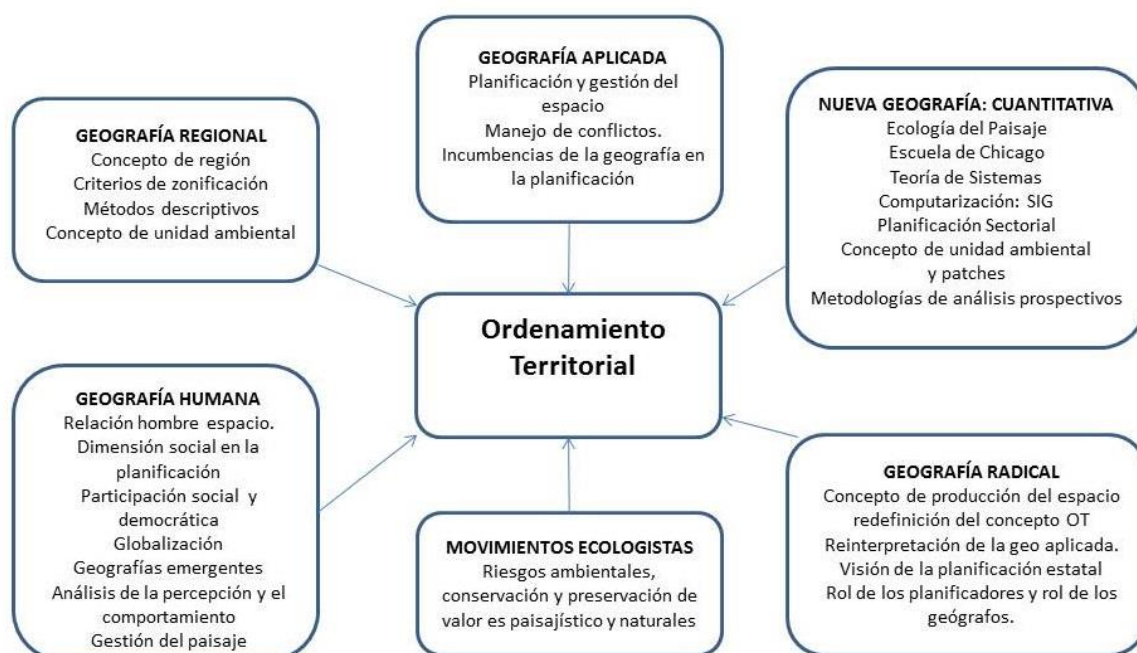 GEOGRAFÍA APLICADA
Planificación y gestión del
espacio
Manejo de conflictos.
Incumbencias de la geografía en
la planificación
GEOGRAFÍA REGIONAL
Concepto de región
Criterios de zonificación
Métodos descriptivos
Concepto de unidad ambiental
NUEVA GEOGRAFÍA: CUANTITATIVA
Ecología del Paisaje
Escuela de Chicago
Teoría de Sistemas
Computarización: SIG
Planificación Sectorial
Concepto de unidad ambiental
y patches
Metodologías de análisis prospectivos
Ordenamiento
Territorial
GEOGRAFÍA HUMANA
Relación hombre espacio.
Dimensión social en la
planificación
Participación social y
democrática
Globalización
Geografías emergentes
Análisis de la percepción y el
comportamiento
Gestión del paisaje
MOVIMIENTOS ECOLOGISTAS
Riesgos ambientales,
conservación y preservación de
valor es paisajístico y naturales
GEOGRAFÍA RADICAL
Concepto de producción del espacio
redefinición del concepto OT
Reinterpretación de la geo aplicada.
Visión de la planificación estatal
Rol de los planificadores y rol de los
geógrafos.